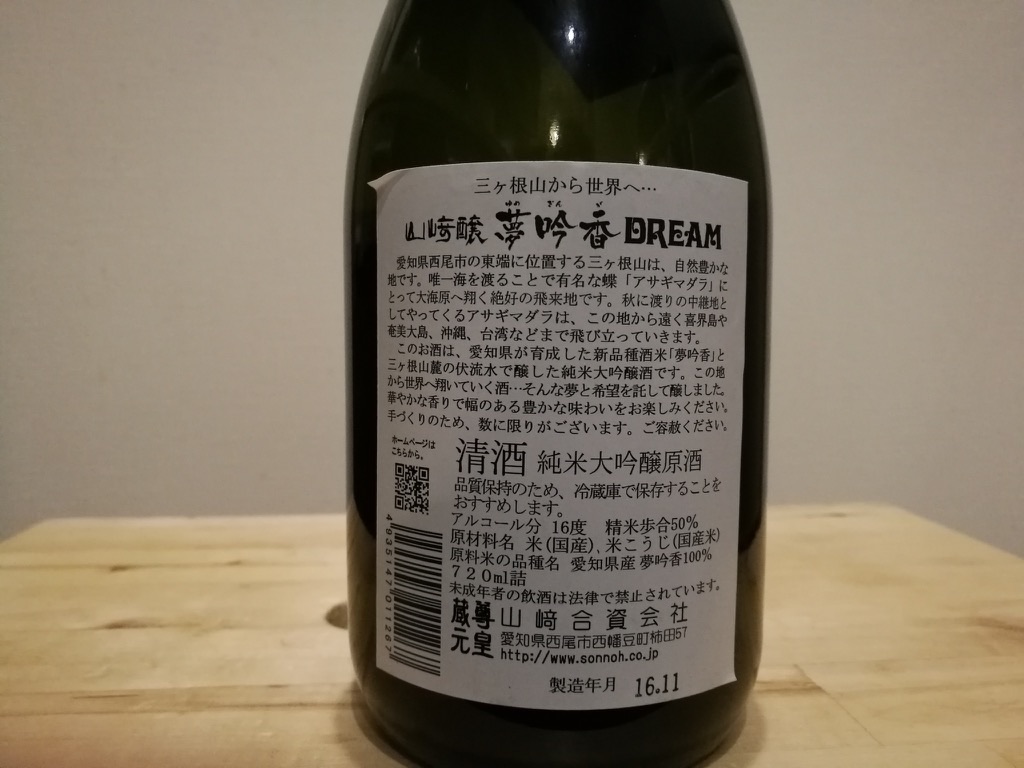 三ヶ根山から世界へ…
山﨑醸 夢吟香 DREAM
ゆめ ぎん が
愛知県西尾市の東端に位置する三ヶ根山は、自然豊かな
地です。唯一海を渡ることで有名な蝶「アサギマダラ」に
とって大海原へ翔く絶好の飛来地です。秋に渡りの中継地と
してやってくるアサギマダラは、この地から遠く喜界島や
奄美大島、沖縄、台湾などまで飛び立っていきます。
このお酒は、愛知県が育成した新品種酒米「夢吟香」と
三ヶ根山麓の伏流水で醸した純米大吟醸酒です。この地
から世界へ翔いていく酒…そんな夢と希望を託して醸しました。
華やかな香りで幅のある豊かな味わいをお楽しみください。
手づくりのため、数に限りがございます。ご容赦ください。
ホームページは
こちらから。
清酒 純米大吟醸原酒
品質保持のため、冷蔵庫で保存することを
おすすめします。
アルコール分 16度 精米歩合50%
原材料名 米(国産)、米こうじ(国産米)
原料米の品種名 愛知県産 夢吟香100%
720ml詰
未成年者の飲酒は法律で禁止されています。
尊皇蔵元 山﨑合資会社
愛知県西尾市西幡豆町柿田57
http://www.sonnoh.co.jp
製造年月 16.11
4935147011267